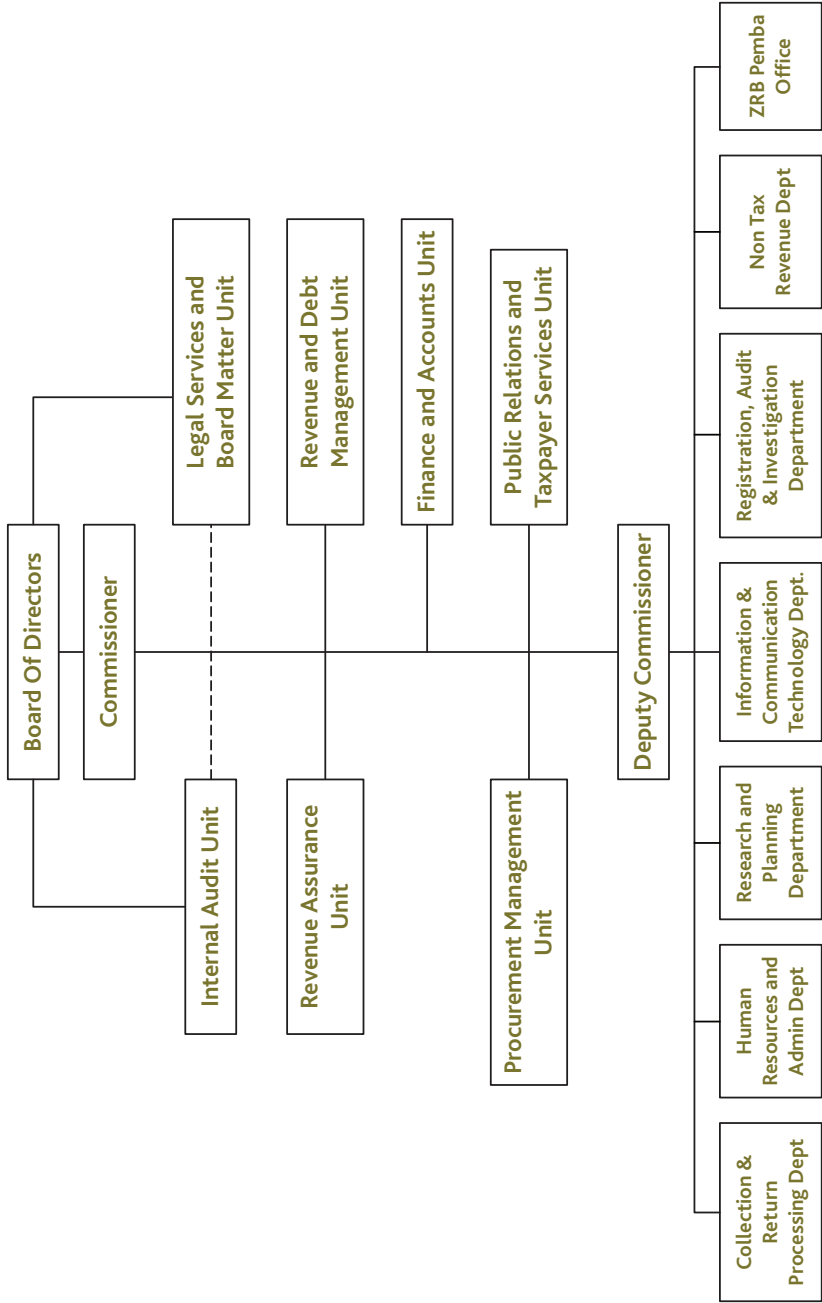 Board Of Directors
Commissioner
Internal Audit Unit
Legal Services and
Board Matter Unit
Revenue Assurance
Unit
Revenue and Debt
Management Unit
Finance and Accounts Unit
Procurement Management
Unit
Public Relations and
Taxpayer Services Unit
Deputy Commissioner
Collection &
Return
Processing Dept
Human
Resources and
Admin Dept
Research and
Planning
Department
Information &
Communication
Technology Dept.
Registration, Audit
& Investigation
Department
Non Tax
Revenue Dept
ZRB Pemba
Office